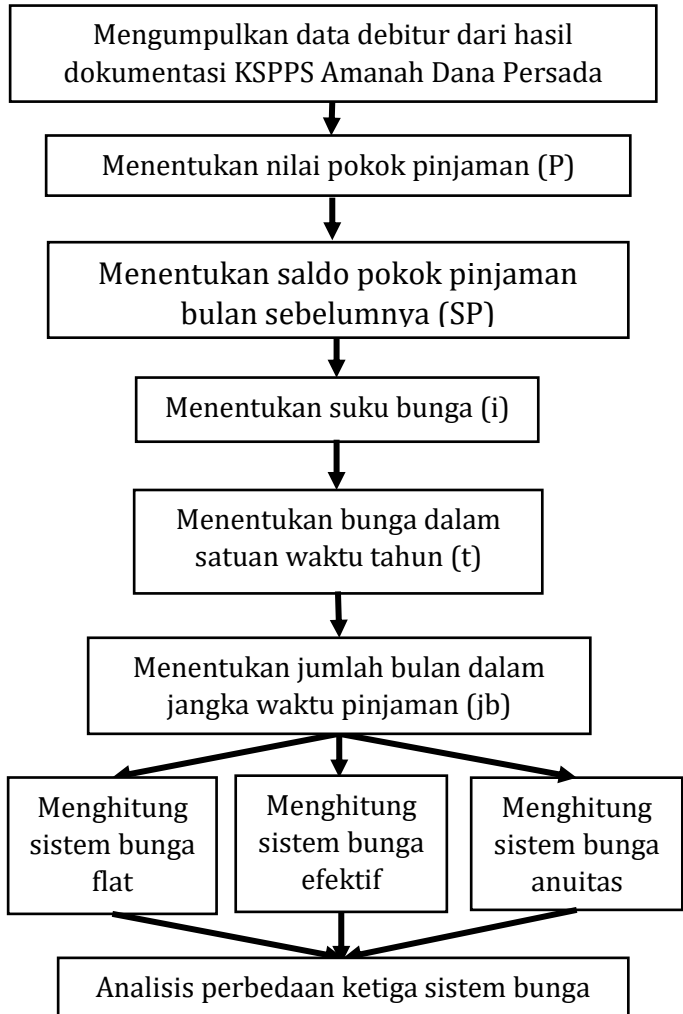 Mengumpulkan data debitur dari hasil
dokumentasi KSPPS Amanah Dana Persada
Menentukan nilai pokok pinjaman (P)
Menentukan saldo pokok pinjaman
bulan sebelumnya (SP)
Menentukan suku bunga (i)
Menentukan bunga dalam
satuan waktu tahun (t)
Menentukan jumlah bulan dalam
jangka waktu pinjaman (jb)
Menghitung
sistem bunga
flat
Menghitung
sistem bunga
efektif
Menghitung
sistem bunga
anuitas
Analisis perbedaan ketiga sistem bunga